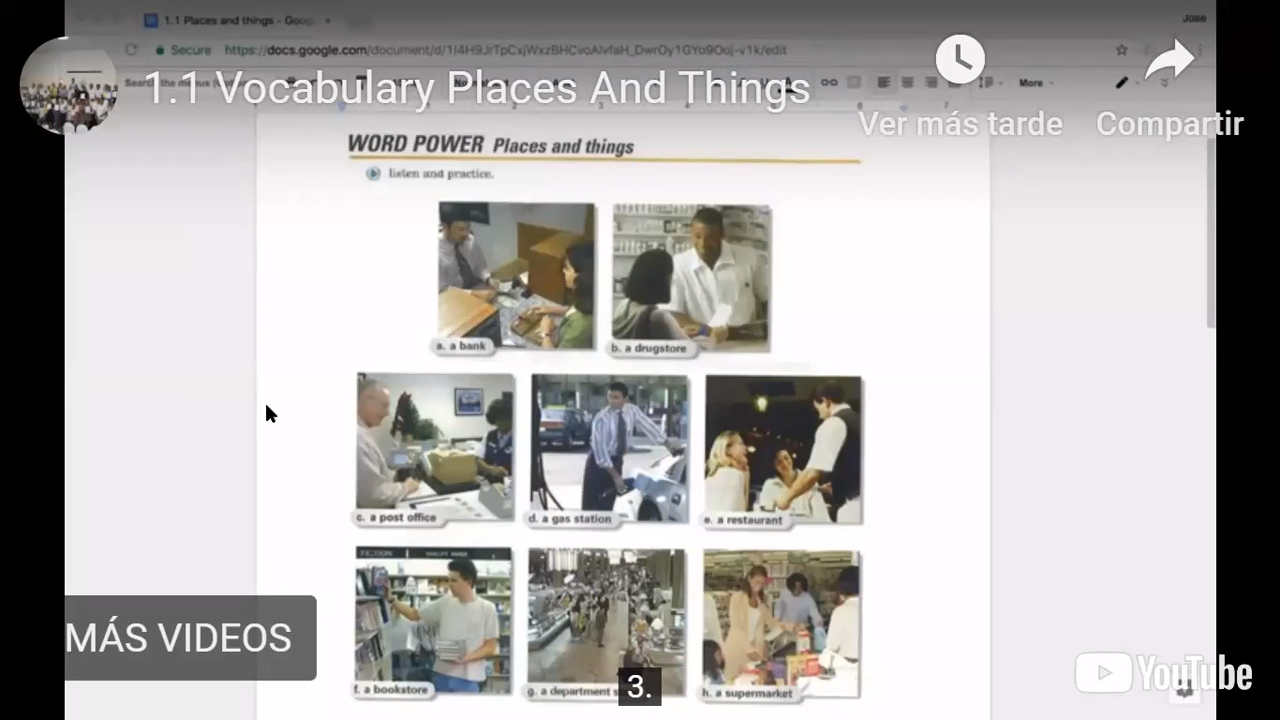 1.1 Places and things - Goog
Jose
Secure https://docs.google.com/document/d/1I4H9JrTpCxjWxzBHCvoAlvfaH_DwrOy1GYo9Ooj-v1k/edit
1.1 Vocabulary Places And Things
More
Ver más tarde
Compartir
WORD POWER Places and things
listen and practice.
a. a bank
b. a drugstore
c. a post office
d. a gas station
e. a restaurant
FICTION
f. a bookstore
g. a department s
h. a supermarket
3.
MÁS VIDEOS
YouTube